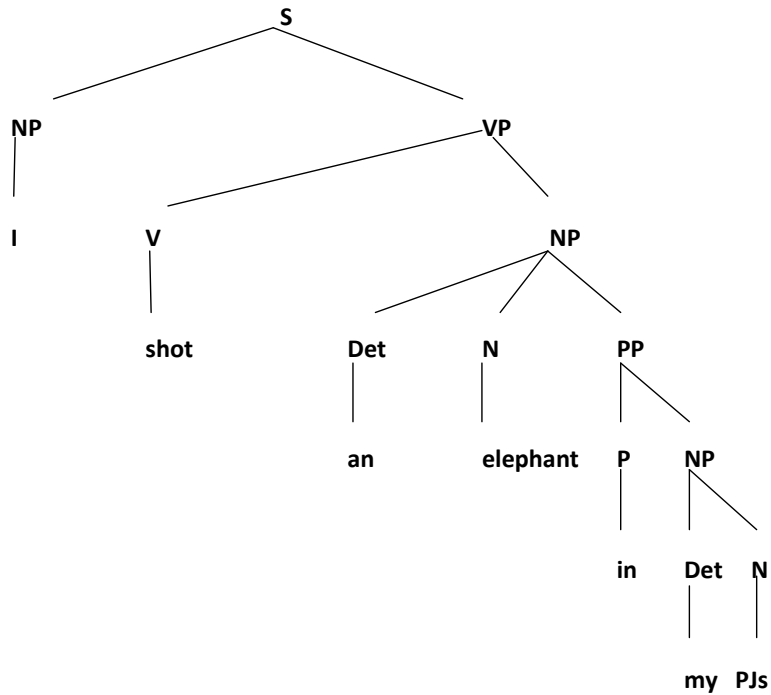 S
NP VP
I V NP
shot Det N PP
an elephant P NP
in Det N
my PJs